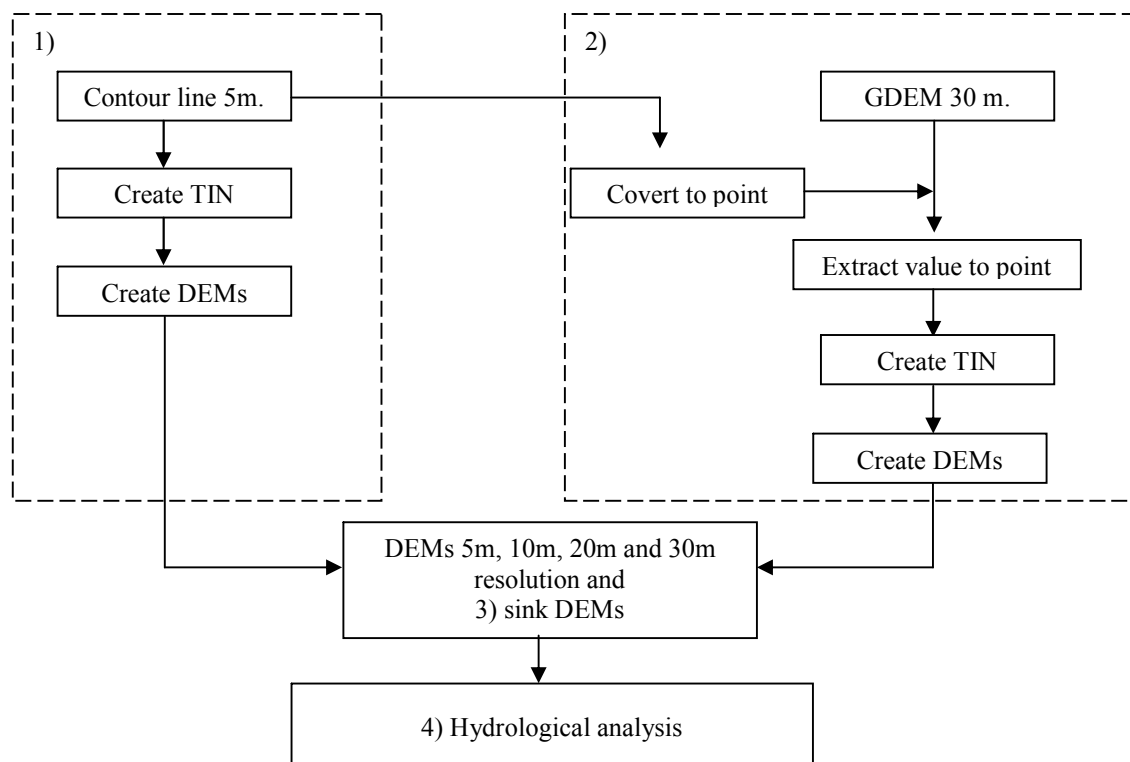 1)
Contour line 5m.
Create TIN
Create DEMs
2)
GDEM 30 m.
Covert to point
Extract value to point
Create TIN
Create DEMs
DEMs 5m, 10m, 20m and 30m
resolution and
3) sink DEMs
4) Hydrological analysis